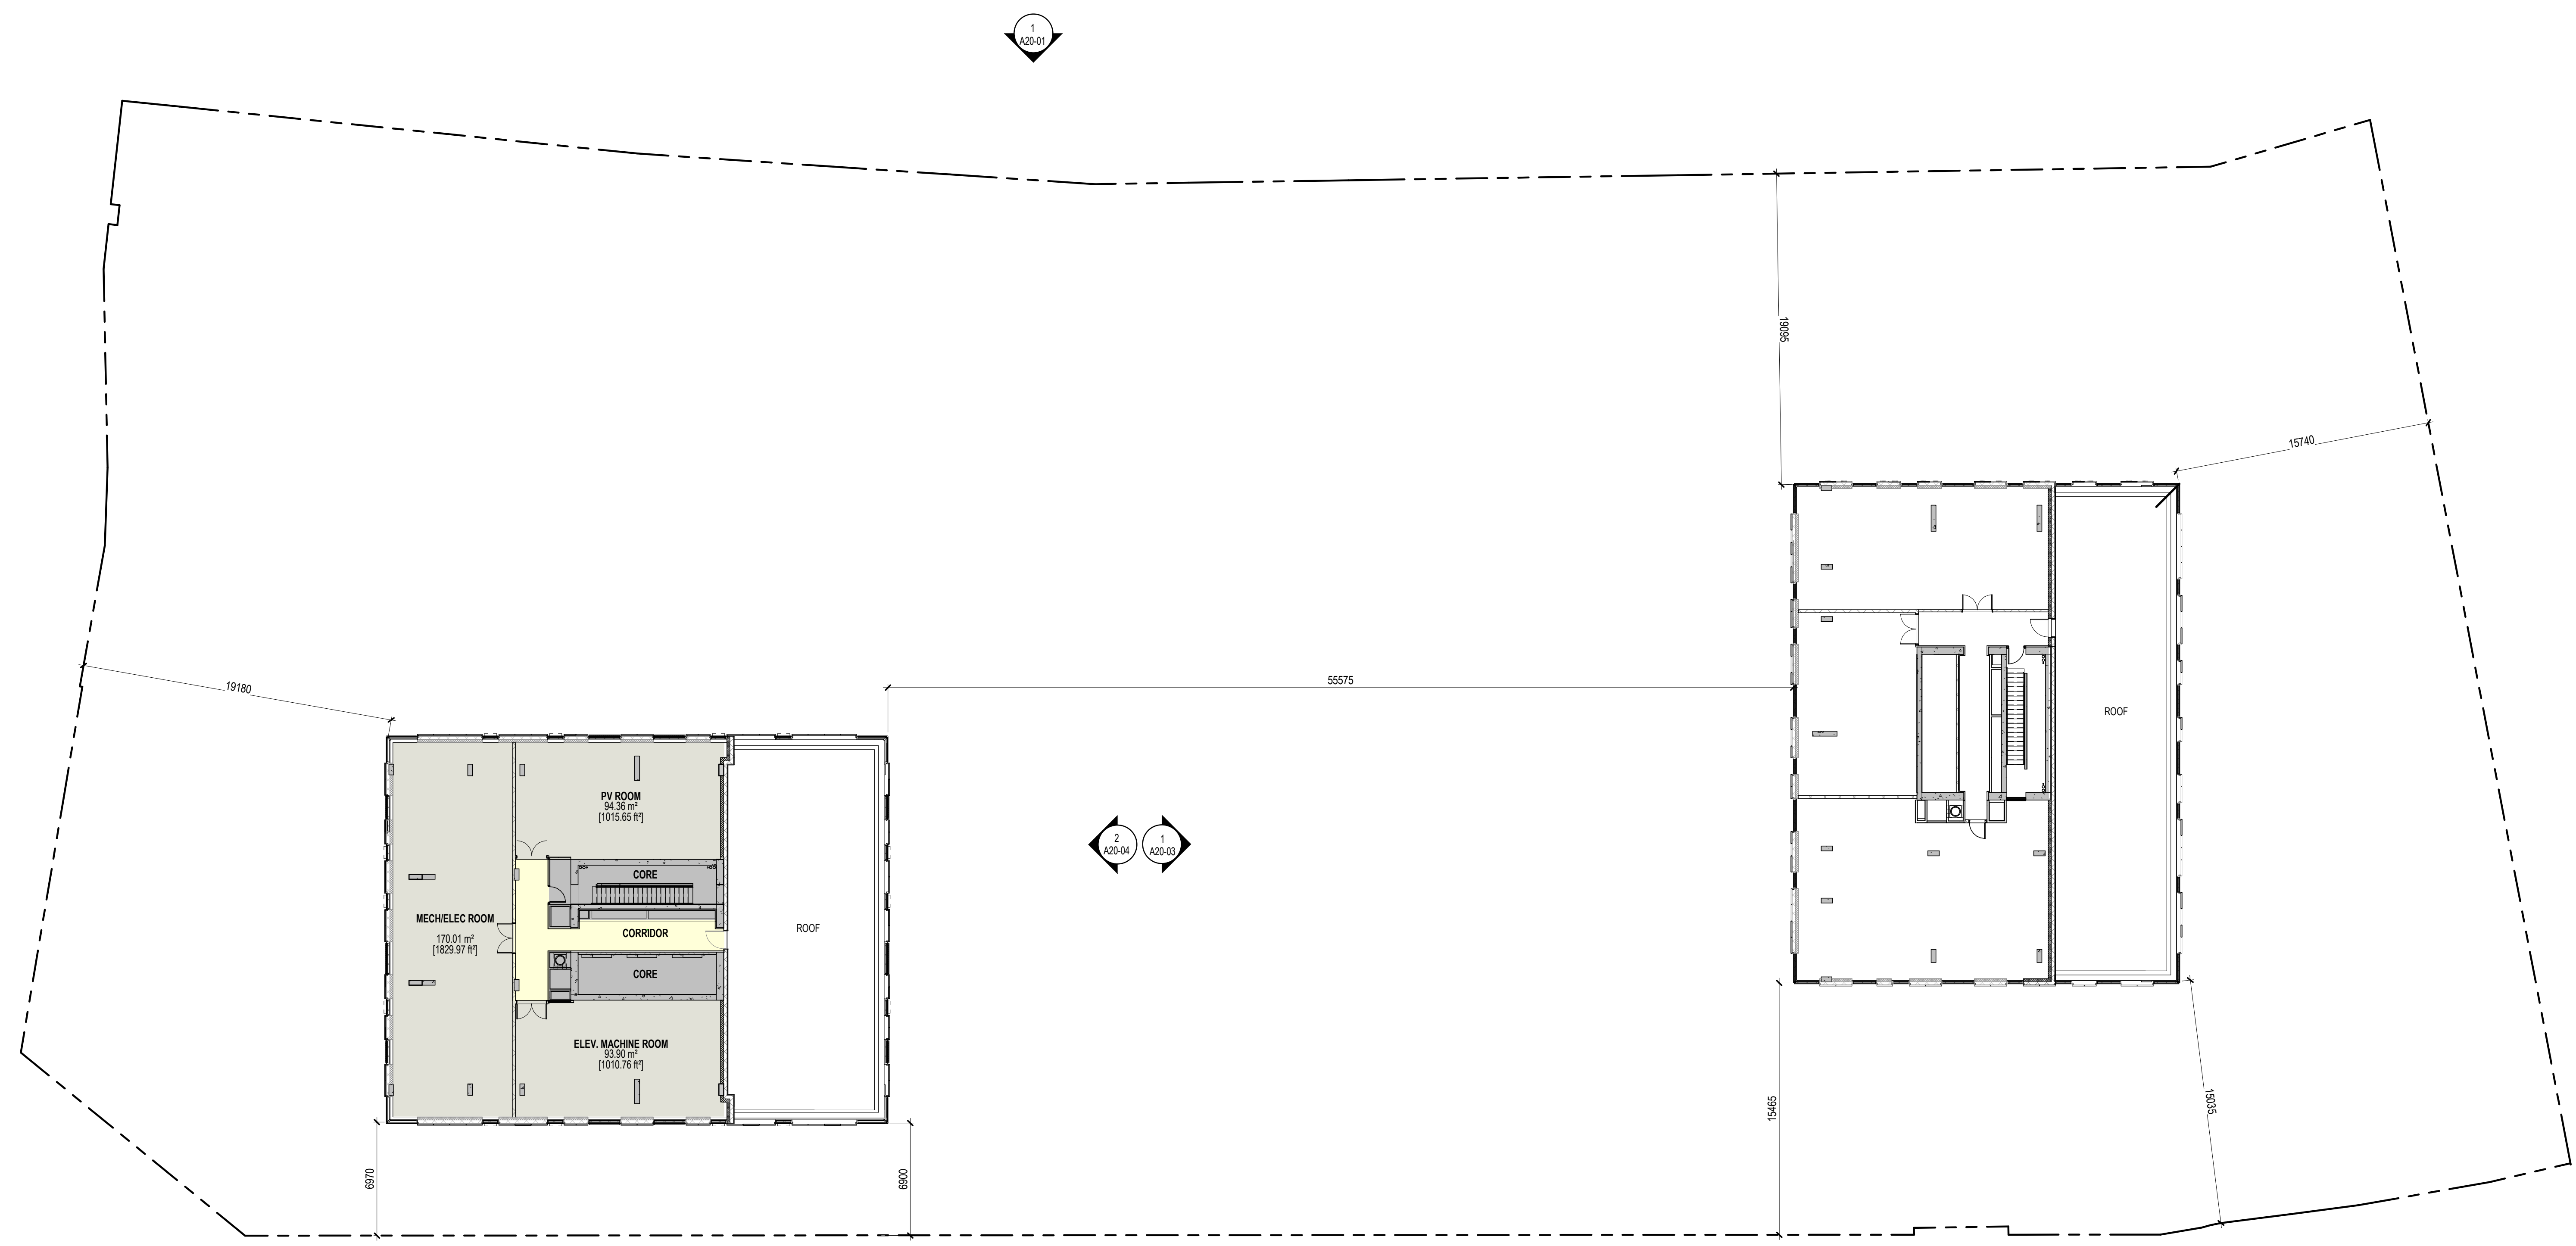 1
A20-01
19095
15740
19180
55575
ROOF
PV ROOM
94.36 m²
[1015.65 ft²]
2
A20-04
1
A20-03
CORE
MECH/ELEC ROOM
170.01 m²
[1829.97 ft²]
CORRIDOR
ROOF
CORE
ELEV. MACHINE ROOM
93.90 m²
[1010.76 ft²]
15465
15035
6970
6900